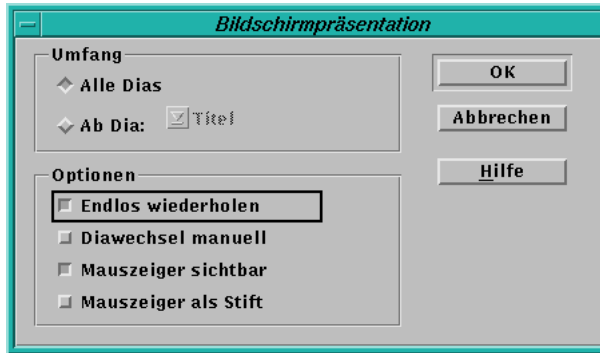 Bildschirmpräsentation
Umfang
Alle Dias
Ab Dia: Titel
Optionen
Endlos wiederholen
Diawechsel manuell
Mauszeiger sichtbar
Mauszeiger als Stift
OK
Abbrechen
Hilfe